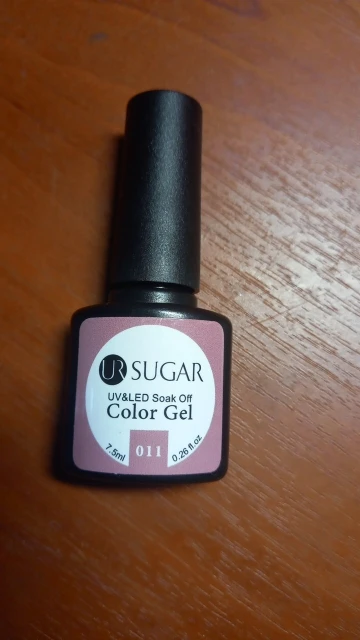 UR SUGAR
UV&LED Soak Off
Color Gel
7.5ml 011 0.26 fl.oz